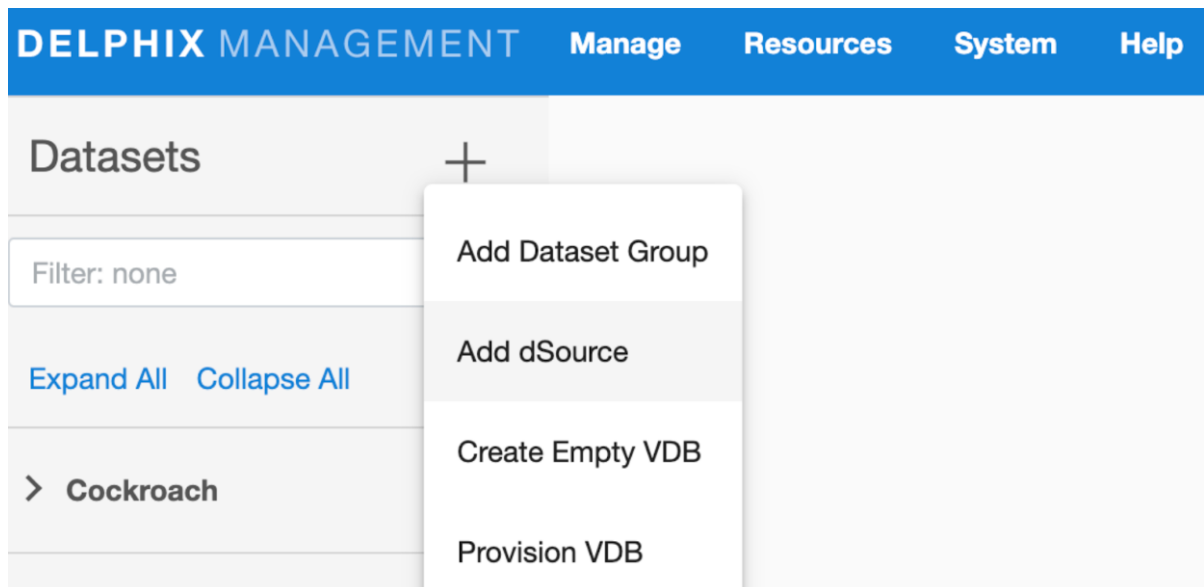 DELPHIX MANAGEMENT Manage Resources System Help
Datasets
Filter: none
Expand All Collapse All
Cockroach
Add Dataset Group
Add dSource
Create Empty VDB
Provision VDB